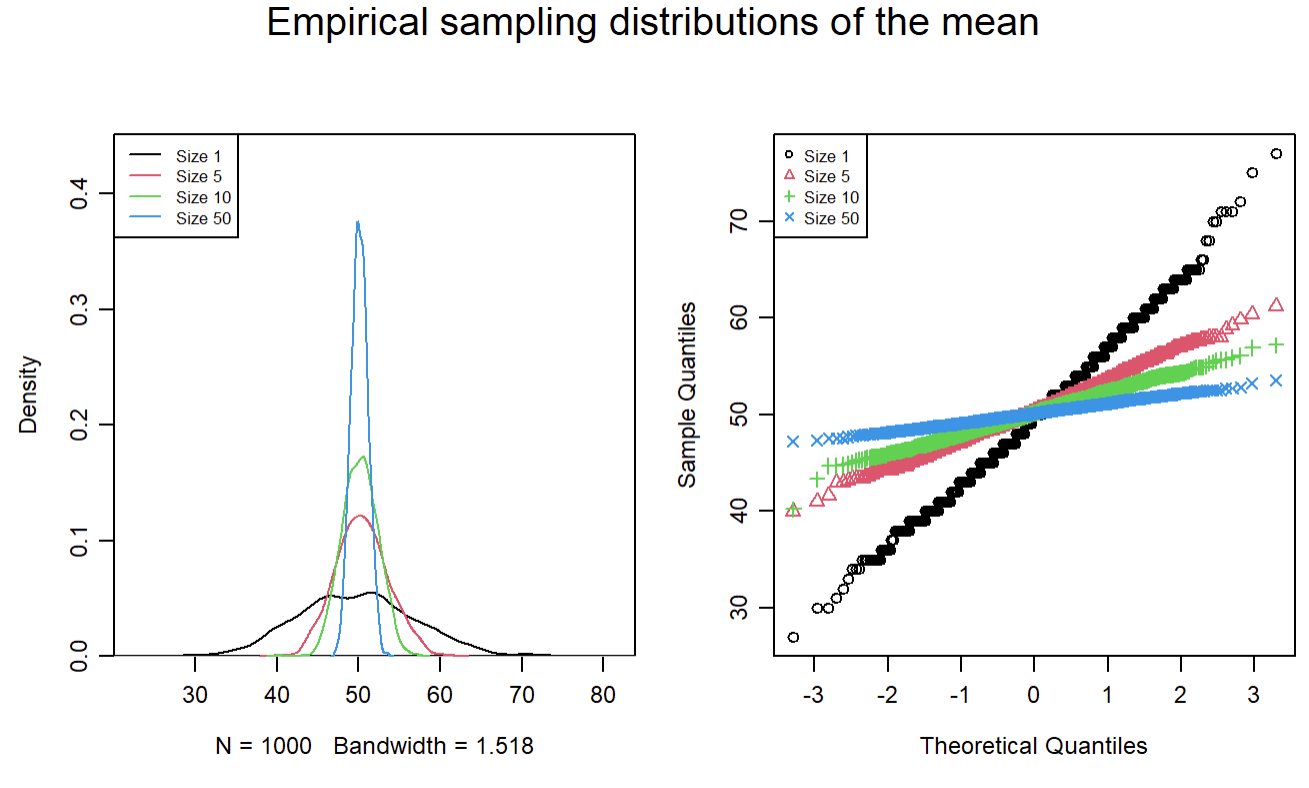 Empirical sampling distributions of the mean
Size 1
Size 5
Size 10
Size 50
0.4
0.3
0.2
0.1
0.0
Density
30 40 50 60 70 80
N = 1000 Bandwidth = 1.518
Size 1
Size 5
Size 10
Size 50
70
60
50
40
30
Sample Quantiles
-3 -2 -1 0 1 2 3
Theoretical Quantiles